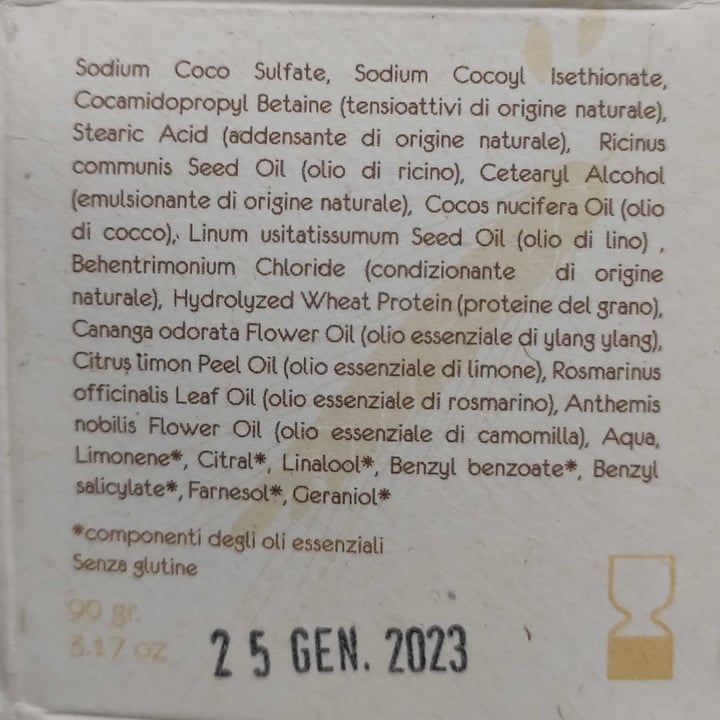 Sodium Coco Sulfate, Sodium Cocoyl Isethionate,
Cocamidopropyl Betaine (tensioattivi di origine naturale),
Stearic Acid (addensante di origine naturale), Ricinus
communis Seed Oil (olio di ricino), Cetearyl Alcohol
(emulsionante di origine naturale), Cocos nucifera Oil (olio
di cocco), Linum usitatissumum Seed Oil (olio di lino) ,
Behentrimonium Chloride (condizionante di origine
naturale), Hydrolyzed Wheat Protein (proteine del grano),
Cananga odorata Flower Oil (olio essenziale di ylang ylang),
Citrus limon Peel Oil (olio essenziale di limone), Rosmarinus
officinalis Leaf Oil (olio essenziale di rosmarino), Anthemis
nobilis Flower Oil (olio essenziale di camomilla), Aqua,
Limonene*, Citral*, Linalool*, Benzyl benzoate*, Benzyl
salicylate*, Farnesol*, Geraniol*
*componenti degli oli essenziali
Senza glutine
90 gr.
3.17 oz
25 GEN. 2023